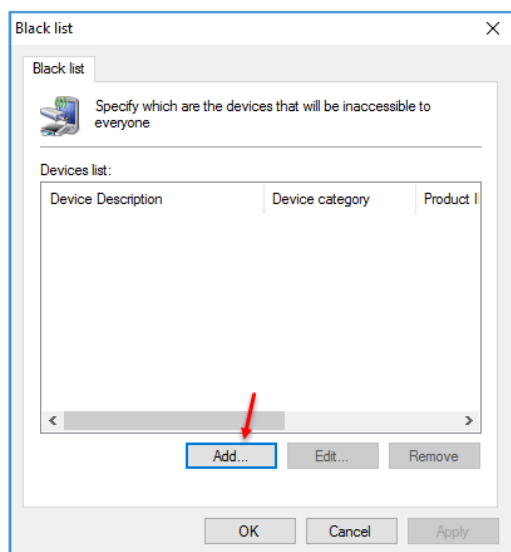 Black list
Black list
Specify which are the devices that will be inaccessible to
everyone
Devices list:
Device Description Device category Product I
Add... Edit... Remove
OK Cancel Apply